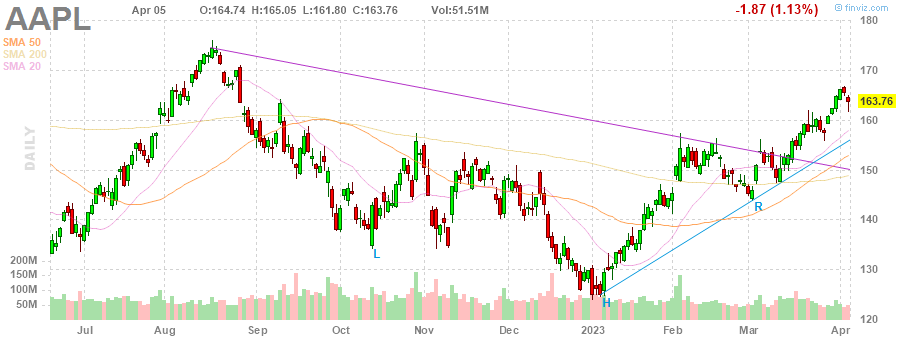 AAPL Apr 05 O:164.74 H:165.05 L:161.80 C:163.76 Vol:51.51M -1.87 (1.13%) © finviz.com
SMA 50
SMA 200
SMA 20
DAILY
180
170
163.76
160
150
140
130
120
200M
150M
100M
50M
L
H
R
Jul Aug Sep Oct Nov Dec 2023 Feb Mar Apr